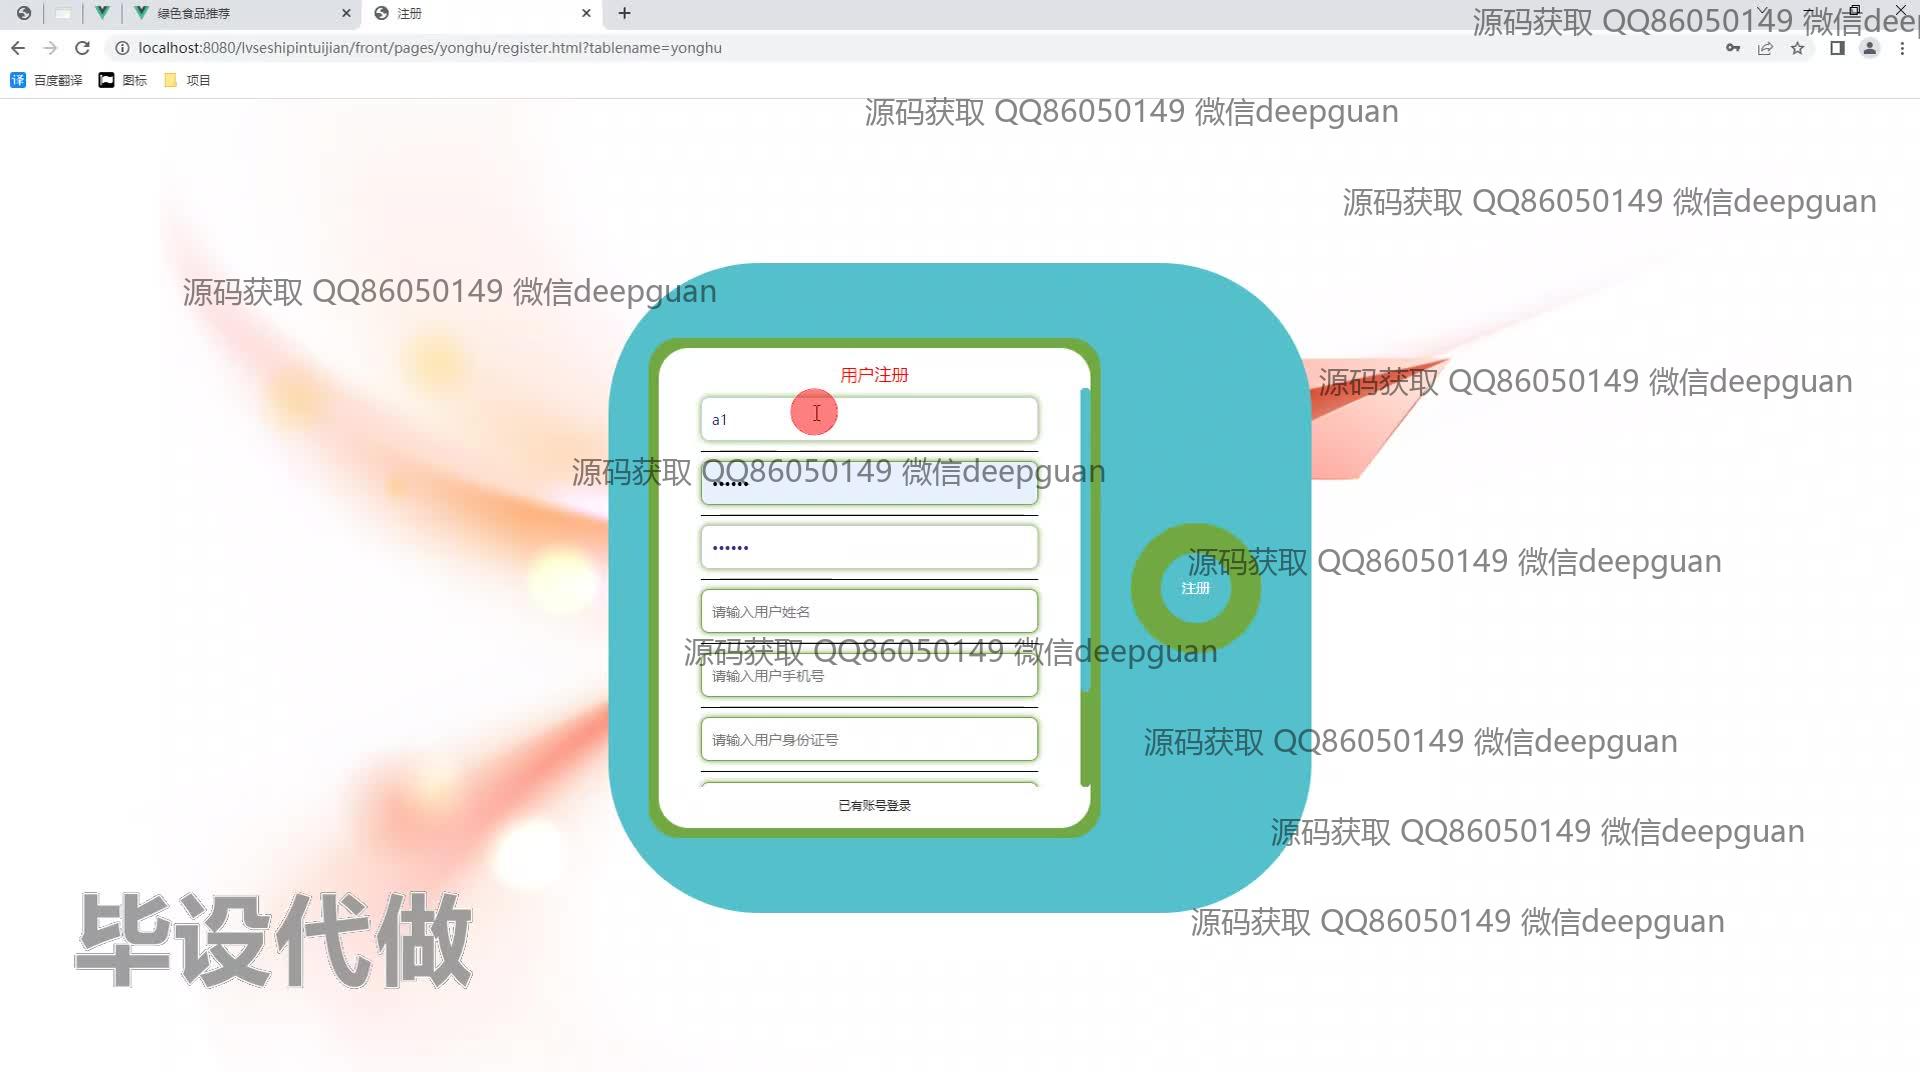 绿色食品推荐
注册
源码获取 QQ86050149 微信deep
localhost:8080/lvseshipintuijian/front/pages/yonghu/register.html?tablename=yonghu
百度翻译
图标
项目
源码获取 QQ86050149 微信deepguan
源码获取 QQ86050149 微信deepguan
源码获取 QQ86050149 微信deepguan
用户注册
源码获取 QQ86050149 微信deepguan
a1
源码获取 QQ86050149 微信deepguan
••••••
••••••
源码获取 QQ86050149 微信deepguan
注册
请输入用户姓名
源码获取 QQ86050149 微信deepguan
请输入用户手机号
请输入用户身份证号
源码获取 QQ86050149 微信deepguan
已有账号登录
源码获取 QQ86050149 微信deepguan
源码获取 QQ86050149 微信deepguan
毕设代做